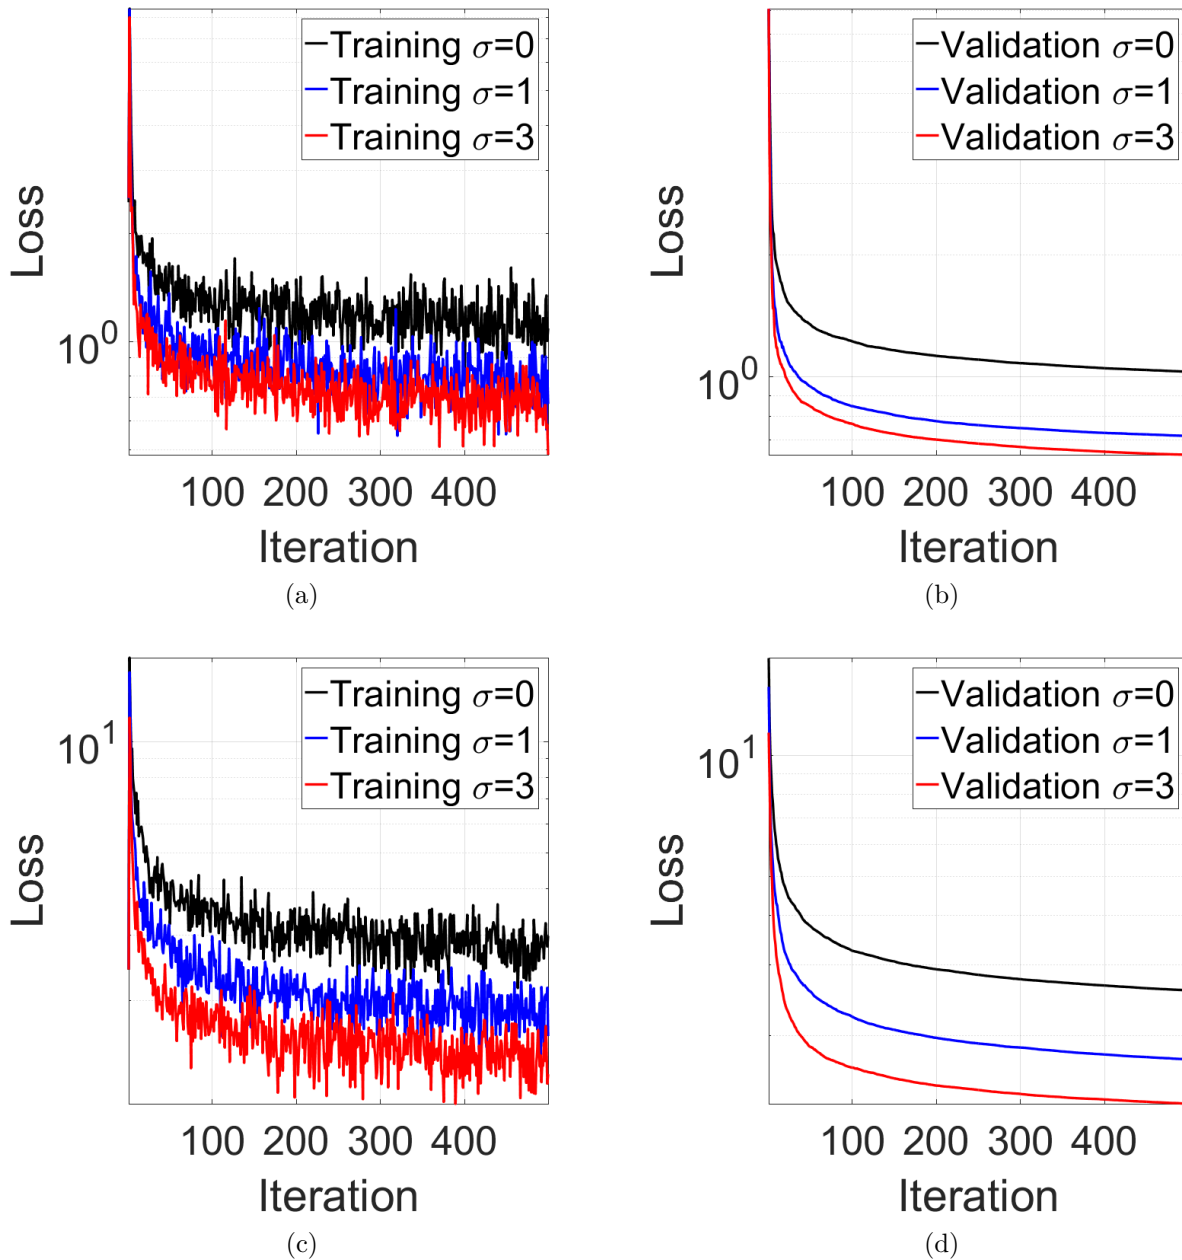 Training σ=0
Training σ=1
Training σ=3
Loss
10^0
100 200 300 400
Iteration
(a)
Validation σ=0
Validation σ=1
Validation σ=3
Loss
10^0
100 200 300 400
Iteration
(b)
Training σ=0
Training σ=1
Training σ=3
Loss
10^1
100 200 300 400
Iteration
(c)
Validation σ=0
Validation σ=1
Validation σ=3
Loss
10^1
100 200 300 400
Iteration
(d)